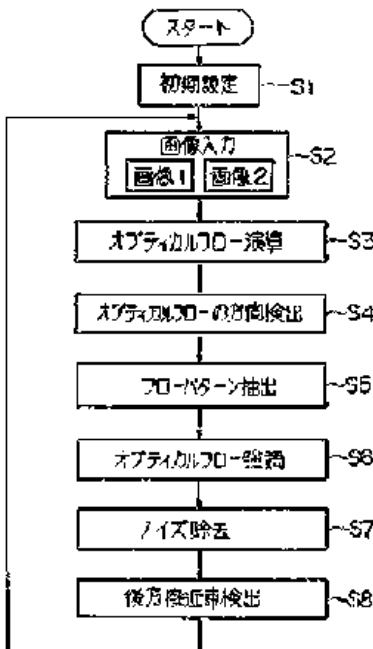 スタート
初期設定 S1
画像入力 S2
画像1 画像2
オプティカルフロー演算 S3
オプティカルフローの方向検出 S4
フローパターン抽出 S5
オプティカルフロー強調 S6
ノイズ除去 S7
後方接近車検出 S8